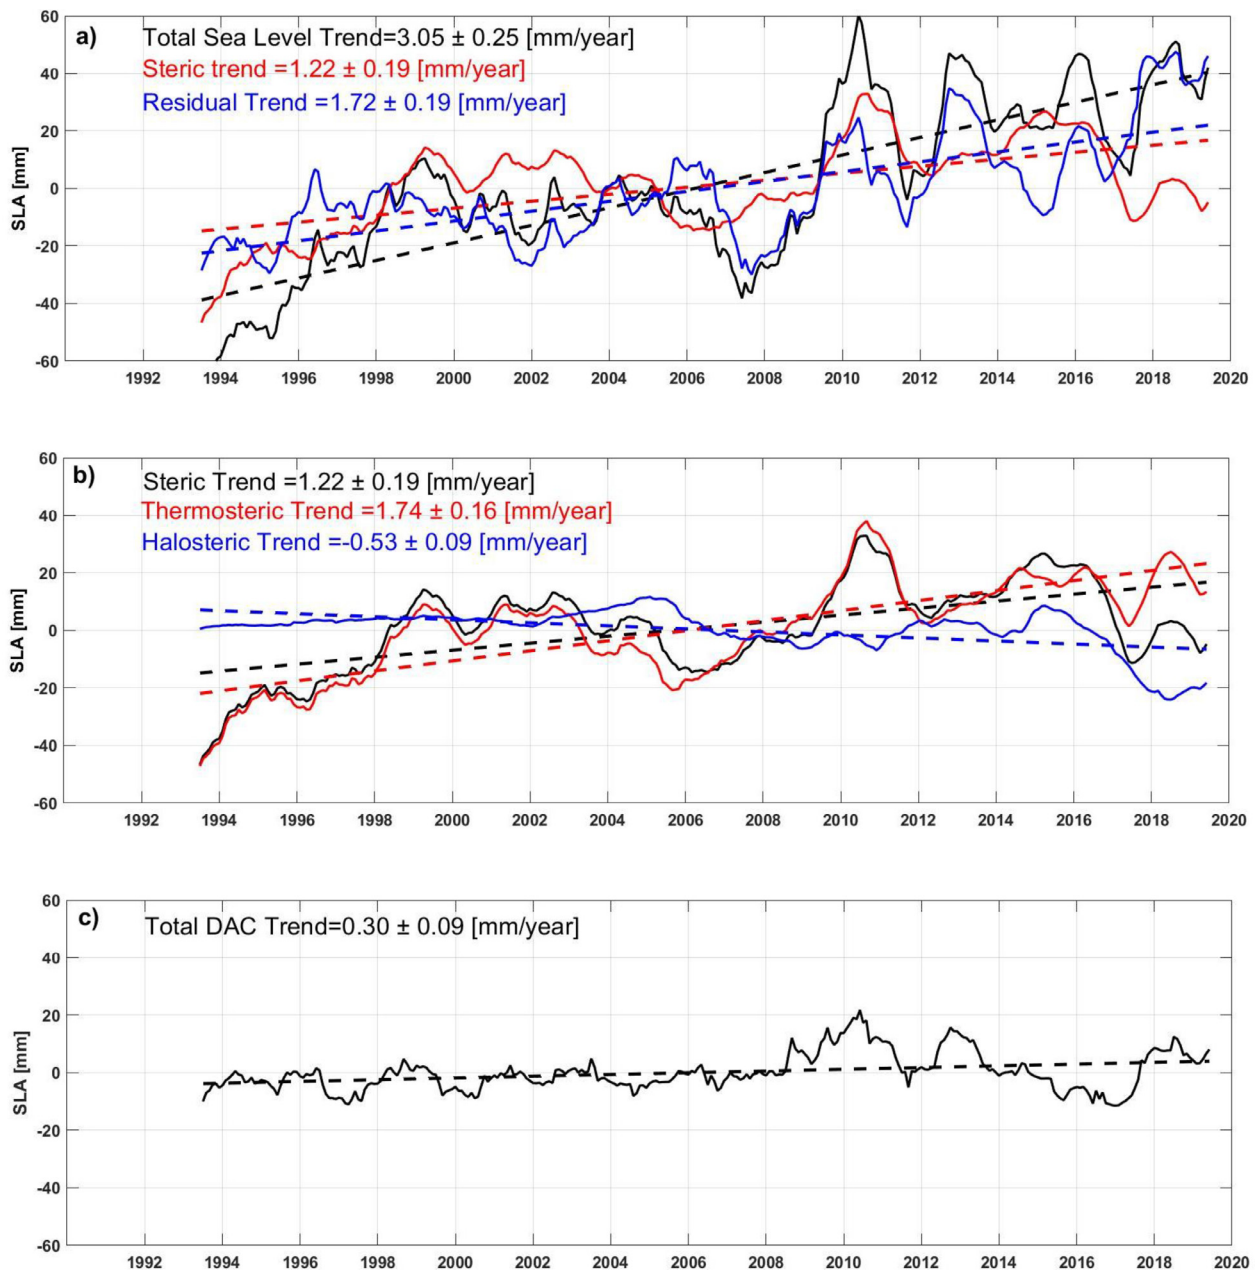 a)
Total Sea Level Trend=3.05 ± 0.25 [mm/year]
Steric trend =1.22 ± 0.19 [mm/year]
Residual Trend =1.72 ± 0.19 [mm/year]
SLA [mm]
60
40
20
0
-20
-40
-60
1992 1994 1996 1998 2000 2002 2004 2006 2008 2010 2012 2014 2016 2018 2020
b)
Steric Trend =1.22 ± 0.19 [mm/year]
Thermosteric Trend =1.74 ± 0.16 [mm/year]
Halosteric Trend =-0.53 ± 0.09 [mm/year]
SLA [mm]
60
40
20
0
-20
-40
-60
1992 1994 1996 1998 2000 2002 2004 2006 2008 2010 2012 2014 2016 2018 2020
c)
Total DAC Trend=0.30 ± 0.09 [mm/year]
SLA [mm]
60
40
20
0
-20
-40
-60
1992 1994 1996 1998 2000 2002 2004 2006 2008 2010 2012 2014 2016 2018 2020